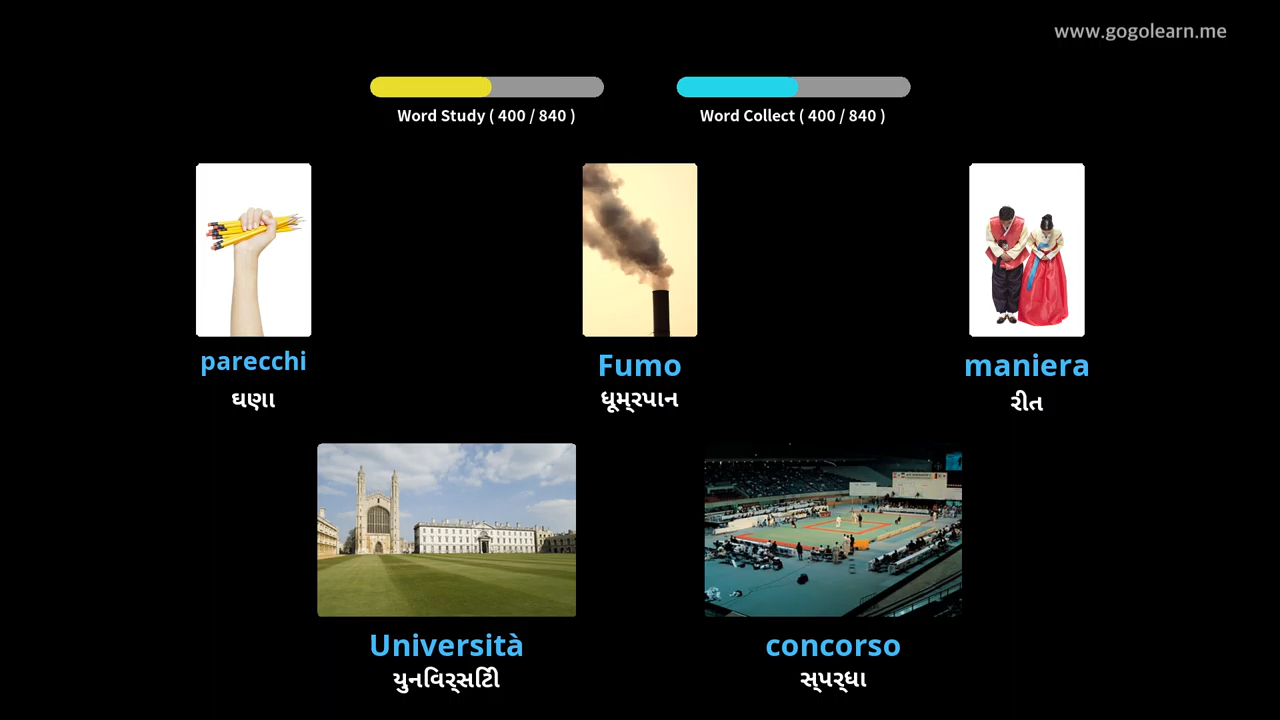 www.gogolearn.me
Word Study ( 400 / 840 )
Word Collect ( 400 / 840 )
parecchi
ઘણા
Fumo
ધૂમ્રપાન
maniera
રીત
Università
યુનિવર્સિટી
concorso
સ્પર્ધા